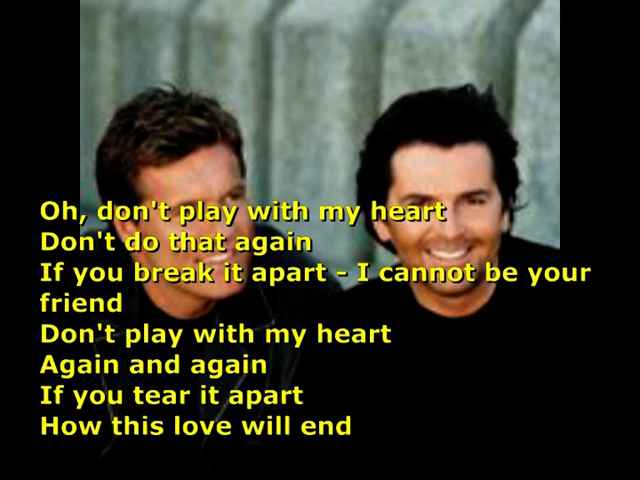 Oh, don't play with my heart
Don't do that again
If you break it apart - I cannot be your
friend
Don't play with my heart
Again and again
If you tear it apart
How this love will end